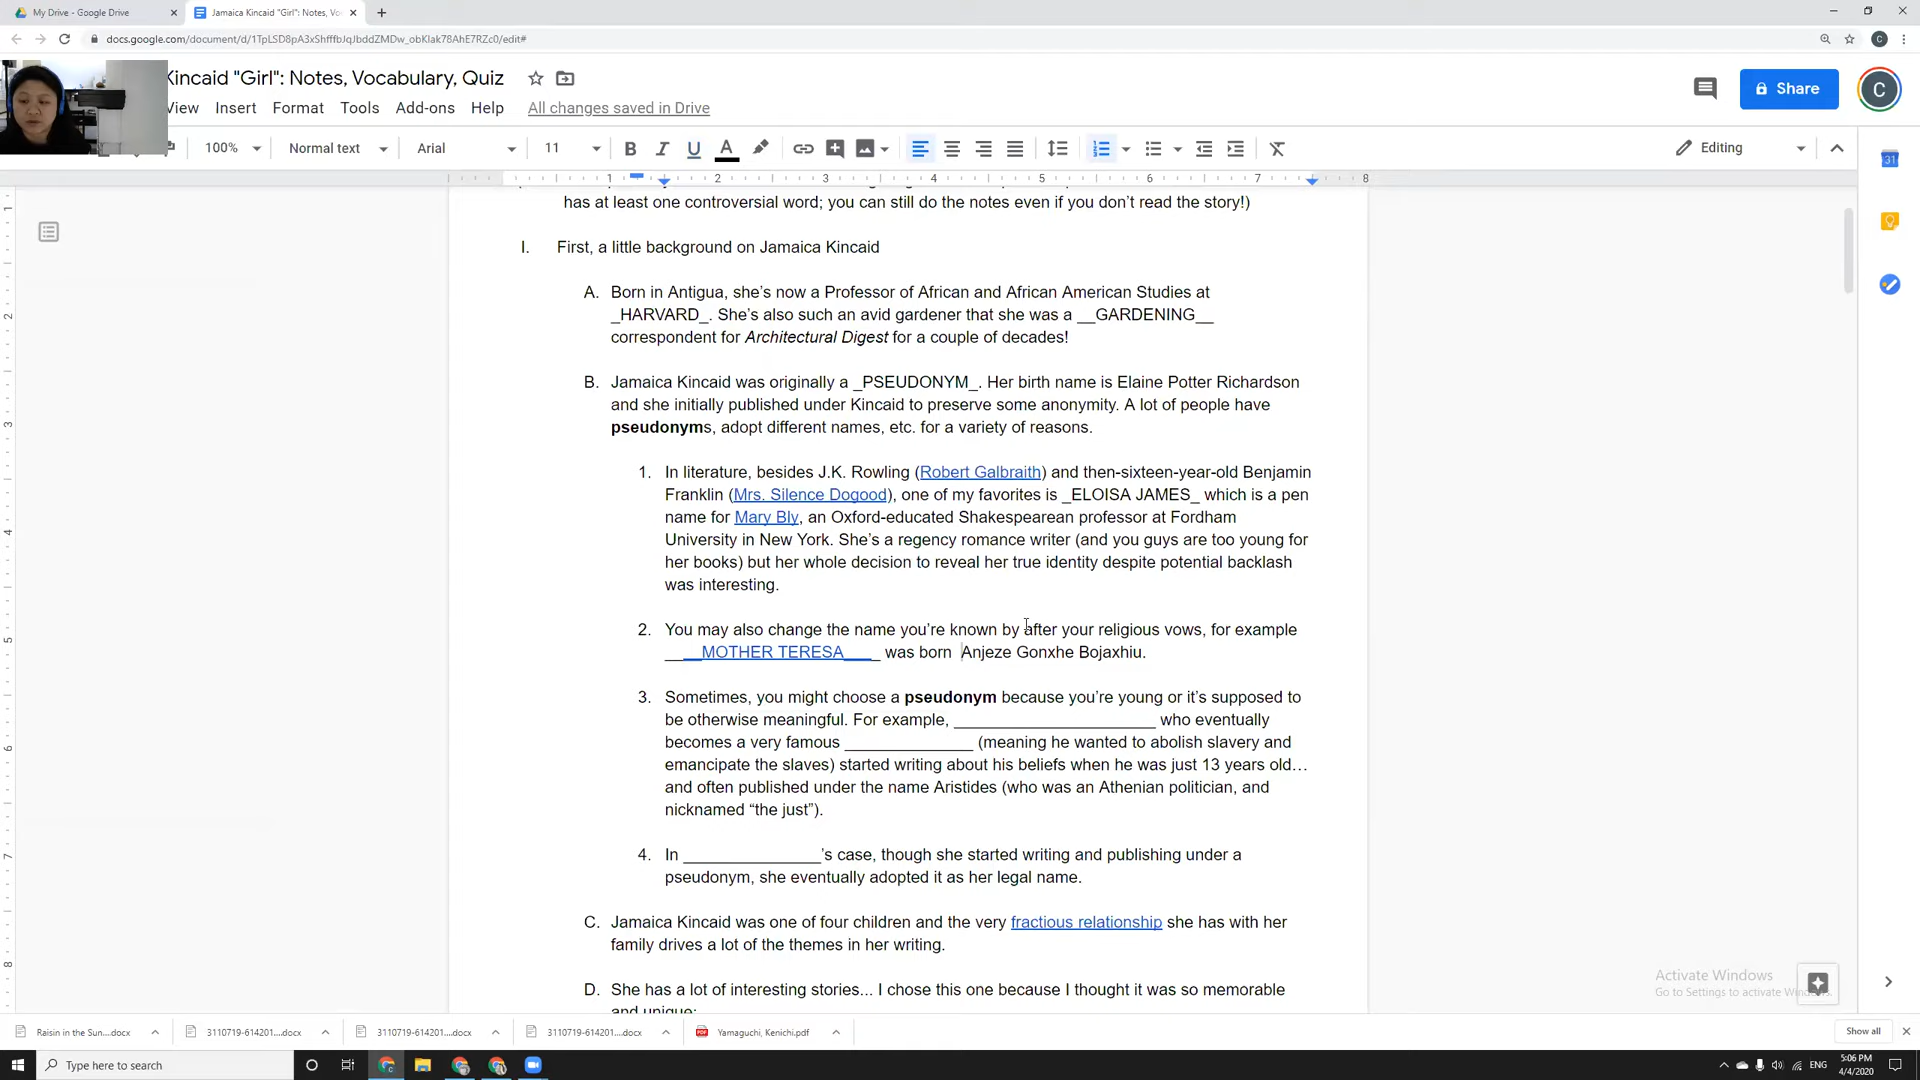 My Drive - Google Drive
Jamaica Kincaid "Girl": Notes, Vo
docs.google.com/document/d/1TpLSD8pA3xShfffbJqJbddZMDw_obKlak78AhE7RZc0/edit#
Kincaid "Girl": Notes, Vocabulary, Quiz
Share
C
View Insert Format Tools Add-ons Help All changes saved in Drive
100% Normal text Arial 11 B I U A Editing
1 2 3 4 5 6 7 8
has at least one controversial word; you can still do the notes even if you don't read the story!)
I. First, a little background on Jamaica Kincaid
A. Born in Antigua, she's now a Professor of African and African American Studies at
_HARVARD_. She's also such an avid gardener that she was a __GARDENING__
correspondent for Architectural Digest for a couple of decades!
B. Jamaica Kincaid was originally a _PSEUDONYM_. Her birth name is Elaine Potter Richardson
and she initially published under Kincaid to preserve some anonymity. A lot of people have
pseudonyms, adopt different names, etc. for a variety of reasons.
1. In literature, besides J.K. Rowling (Robert Galbraith) and then-sixteen-year-old Benjamin
Franklin (Mrs. Silence Dogood), one of my favorites is _ELOISA JAMES_ which is a pen
name for Mary Bly, an Oxford-educated Shakespearean professor at Fordham
University in New York. She's a regency romance writer (and you guys are too young for
her books) but her whole decision to reveal her true identity despite potential backlash
was interesting.
2. You may also change the name you're known by after your religious vows, for example
____MOTHER TERESA____ was born Anjeze Gonxhe Bojaxhiu.
3. Sometimes, you might choose a pseudonym because you're young or it's supposed to
be otherwise meaningful. For example, ______________________ who eventually
becomes a very famous ______________ (meaning he wanted to abolish slavery and
emancipate the slaves) started writing about his beliefs when he was just 13 years old…
and often published under the name Aristides (who was an Athenian politician, and
nicknamed “the just”).
4. In _______________'s case, though she started writing and publishing under a
pseudonym, she eventually adopted it as her legal name.
C. Jamaica Kincaid was one of four children and the very fractious relationship she has with her
family drives a lot of the themes in her writing.
D. She has a lot of interesting stories... I chose this one because I thought it was so memorable
and unique:
Activate Windows
Go to Settings to activate Windows.
Raisin in the Sun....docx
3110719-614201....docx
3110719-614201....docx
3110719-614201....docx
Yamaguchi, Kenichi.pdf
Show all
Type here to search
ENG
5:06 PM
4/4/2020